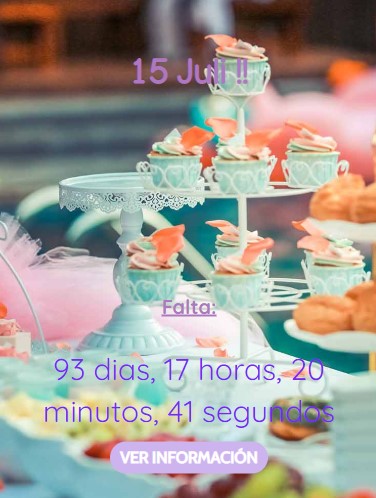 15 Juli !!
Falta:
93 dias, 17 horas, 20
minutos, 41 segundos
VER INFORMACIÓN